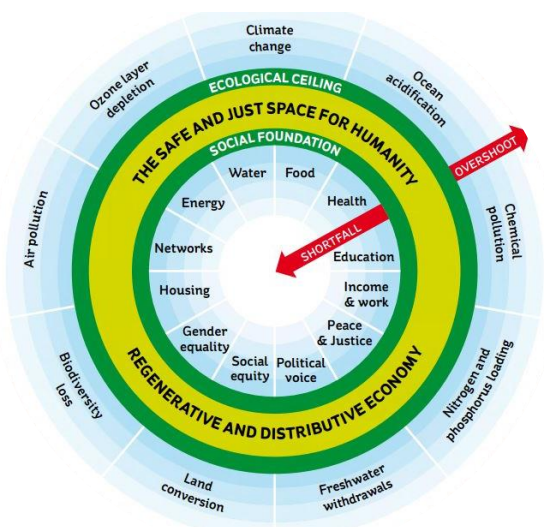 Climate
change
Ozone layer
depletion
Ocean
acidification
ECOLOGICAL CEILING
THE SAFE AND JUST SPACE FOR HUMANITY
SOCIAL FOUNDATION
OVERSHOOT
Water
Food
Energy
Health
Air pollution
Chemical
pollution
Networks
SHORTFALL
Education
Housing
Income
& work
Gender
equality
Peace
& Justice
Social
equity
Political
voice
REGENERATIVE AND DISTRIBUTIVE ECONOMY
Biodiversity
loss
Nitrogen and
phosphorus loading
Land
conversion
Freshwater
withdrawals